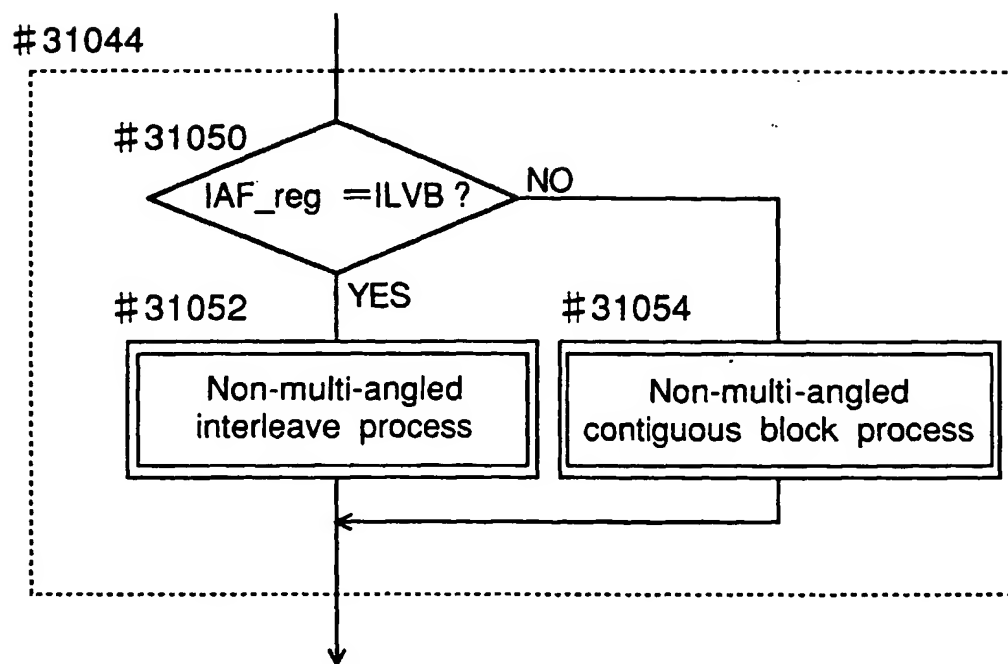 #31044
#31050
IAF_reg =ILVB ?
NO
YES
#31052
#31054
Non-multi-angled
interleave process
Non-multi-angled
contiguous block process